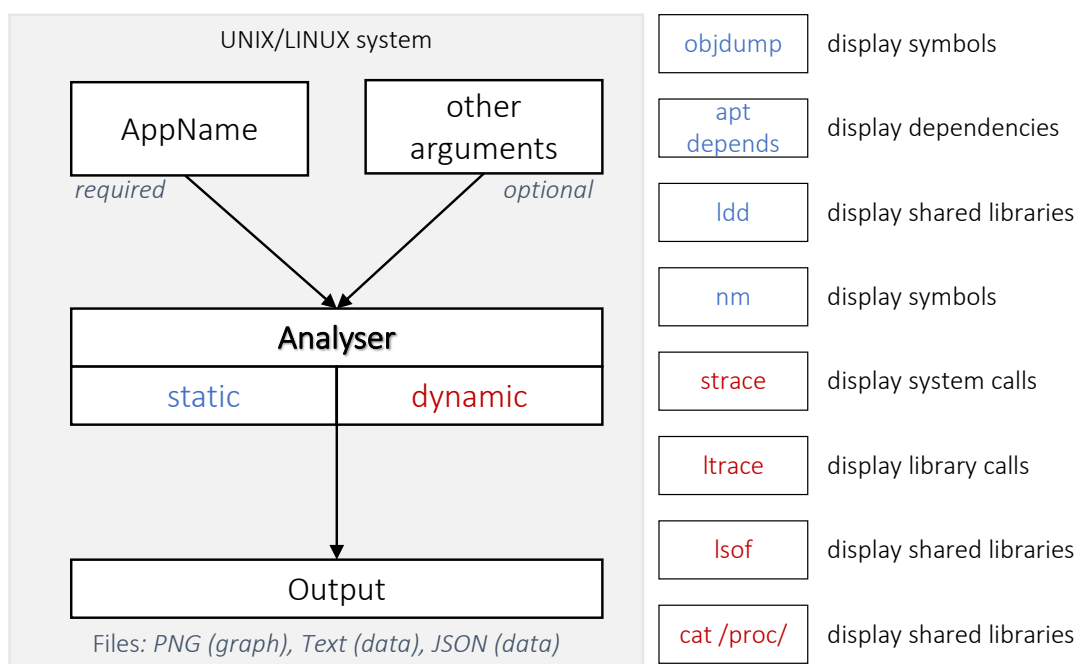 UNIX/LINUX system
AppName
required
other
arguments
optional
Analyser
static
dynamic
Output
Files: PNG (graph), Text (data), JSON (data)
objdump
display symbols
apt
depends
display dependencies
ldd
display shared libraries
nm
display symbols
strace
display system calls
ltrace
display library calls
lsof
display shared libraries
cat /proc/
display shared libraries